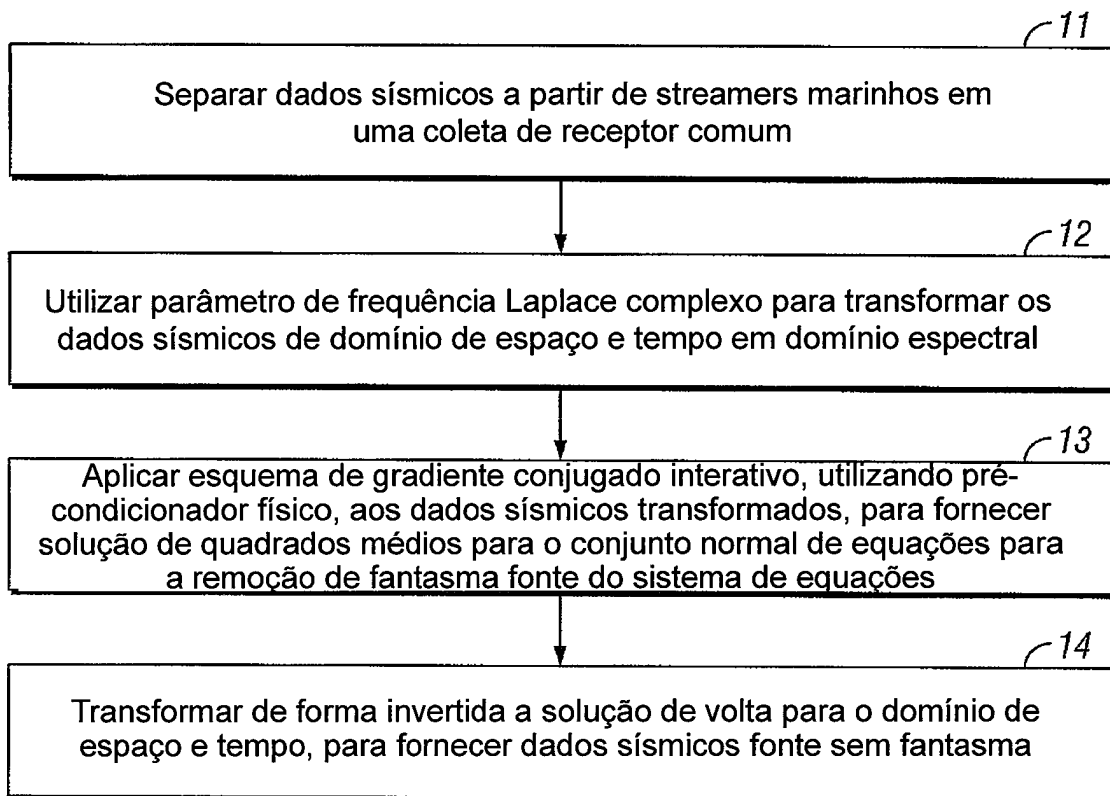 11
Separar dados sísmicos a partir de streamers marinhos em
uma coleta de receptor comum
12
Utilizar parâmetro de frequência Laplace complexo para transformar os
dados sísmicos de domínio de espaço e tempo em domínio espectral
13
Aplicar esquema de gradiente conjugado interativo, utilizando pré-
condicionador físico, aos dados sísmicos transformados, para fornecer
solução de quadrados médios para o conjunto normal de equações para
a remoção de fantasma fonte do sistema de equações
14
Transformar de forma invertida a solução de volta para o domínio de
espaço e tempo, para fornecer dados sísmicos fonte sem fantasma